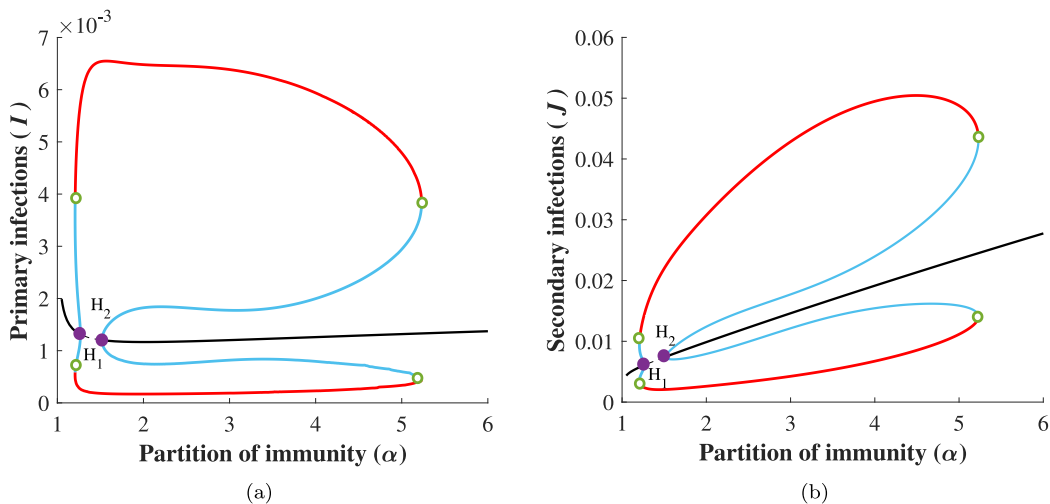 ×10⁻³
7
6
5
4
3
2
1
0
Primary infections ( I )
H₂
H₁
1 2 3 4 5 6
Partition of immunity (α)
(a)
0.06
0.05
0.04
0.03
0.02
0.01
0
Secondary infections ( J )
H₂
H₁
1 2 3 4 5 6
Partition of immunity (α)
(b)